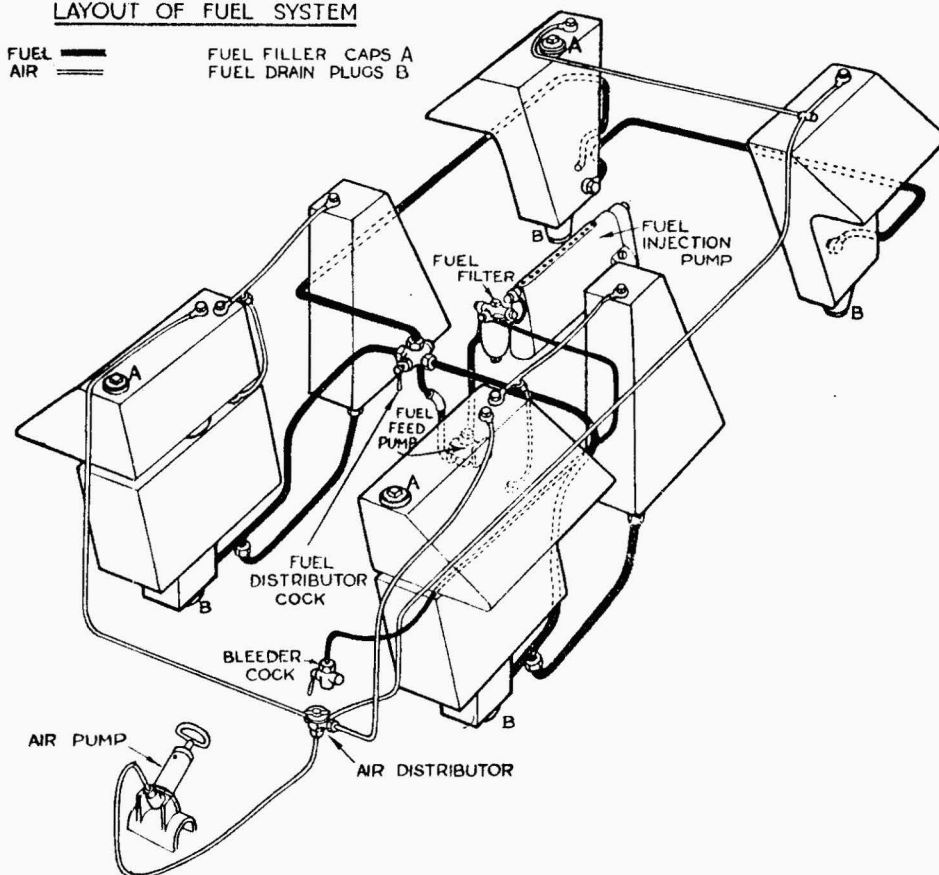 LAYOUT OF FUEL SYSTEM
FUEL
AIR
FUEL FILLER CAPS A
FUEL DRAIN PLUGS B
A
B
FUEL
INJECTION
PUMP
FUEL
FILTER
B
A
FUEL
FEED
PUMP
A
FUEL
DISTRIBUTOR
COCK
B
BLEEDER
COCK
B
AIR PUMP
AIR DISTRIBUTOR